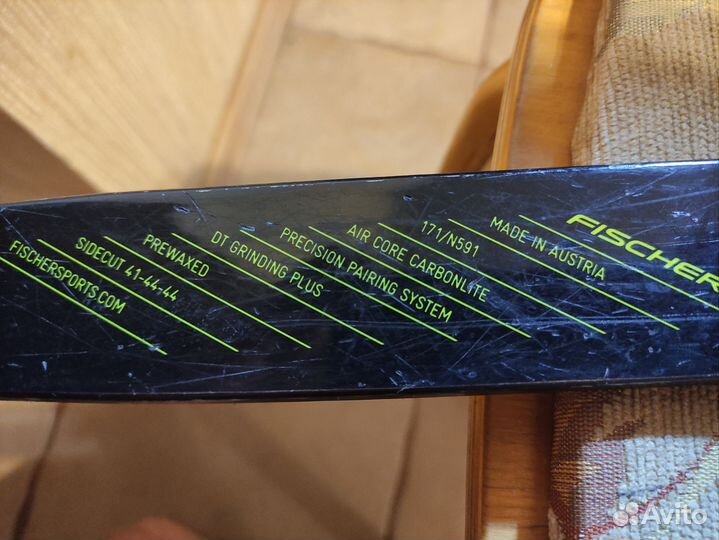 FISCHERSPORTS.COM
SIDECUT 41-44-44
PREWAXED
DT GRINDING PLUS
PRECISION PAIRING SYSTEM
AIR CORE CARBONLITE
171/N591
MADE IN AUSTRIA
FISCHER
Avito